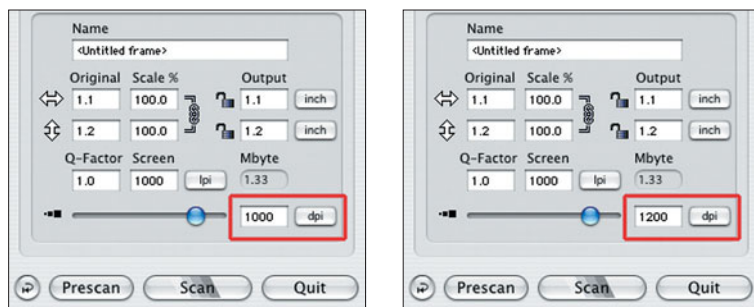 Name
<Untitled frame>
Original Scale % Output
1.1 100.0 1.1 inch
1.2 100.0 1.2 inch
Q-Factor Screen Mbyte
1.0 1000 lpi 1.33
1000 dpi
Prescan Scan Quit
Name
<Untitled frame>
Original Scale % Output
1.1 100.0 1.1 inch
1.2 100.0 1.2 inch
Q-Factor Screen Mbyte
1.0 1000 lpi 1.33
1200 dpi
Prescan Scan Quit